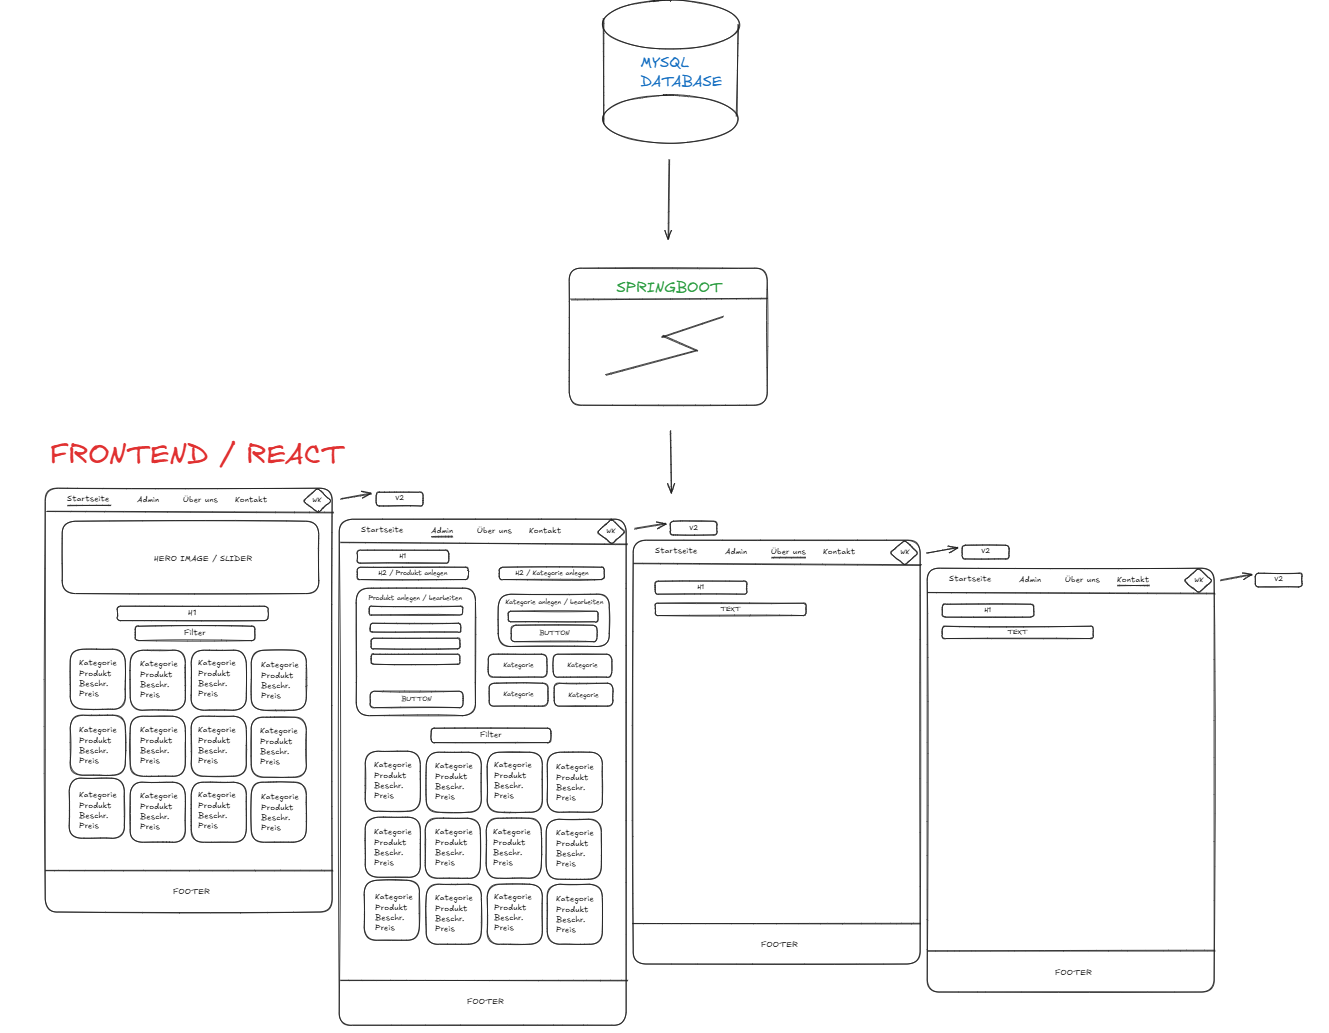 MYSQL
DATABASE
SPRINGBOOT
FRONTEND / REACT
Startseite Admin Über uns Kontakt WK
V2
HERO IMAGE / SLIDER
H1
Filter
Kategorie Kategorie Kategorie Kategorie
Produkt Produkt Produkt Produkt
Beschr. Beschr. Beschr. Beschr.
Preis Preis Preis Preis
Kategorie Kategorie Kategorie Kategorie
Produkt Produkt Produkt Produkt
Beschr. Beschr. Beschr. Beschr.
Preis Preis Preis Preis
Kategorie Kategorie Kategorie Kategorie
Produkt Produkt Produkt Produkt
Beschr. Beschr. Beschr. Beschr.
Preis Preis Preis Preis
FOOTER
Startseite Admin Über uns Kontakt WK
V2
H1
H2 / Produkt anlegen
H2 / Kategorie anlegen
Produkt anlegen / bearbeiten
BUTTON
Kategorie anlegen / bearbeiten
BUTTON
Kategorie Kategorie
Kategorie Kategorie
Filter
Kategorie Kategorie Kategorie Kategorie
Produkt Produkt Produkt Produkt
Beschr. Beschr. Beschr. Beschr.
Preis Preis Preis Preis
Kategorie Kategorie Kategorie Kategorie
Produkt Produkt Produkt Produkt
Beschr. Beschr. Beschr. Beschr.
Preis Preis Preis Preis
Kategorie Kategorie Kategorie Kategorie
Produkt Produkt Produkt Produkt
Beschr. Beschr. Beschr. Beschr.
Preis Preis Preis Preis
FOOTER
Startseite Admin Über uns Kontakt WK
V2
H1
TEXT
FOOTER
Startseite Admin Über uns Kontakt WK
V2
H1
TEXT
FOOTER